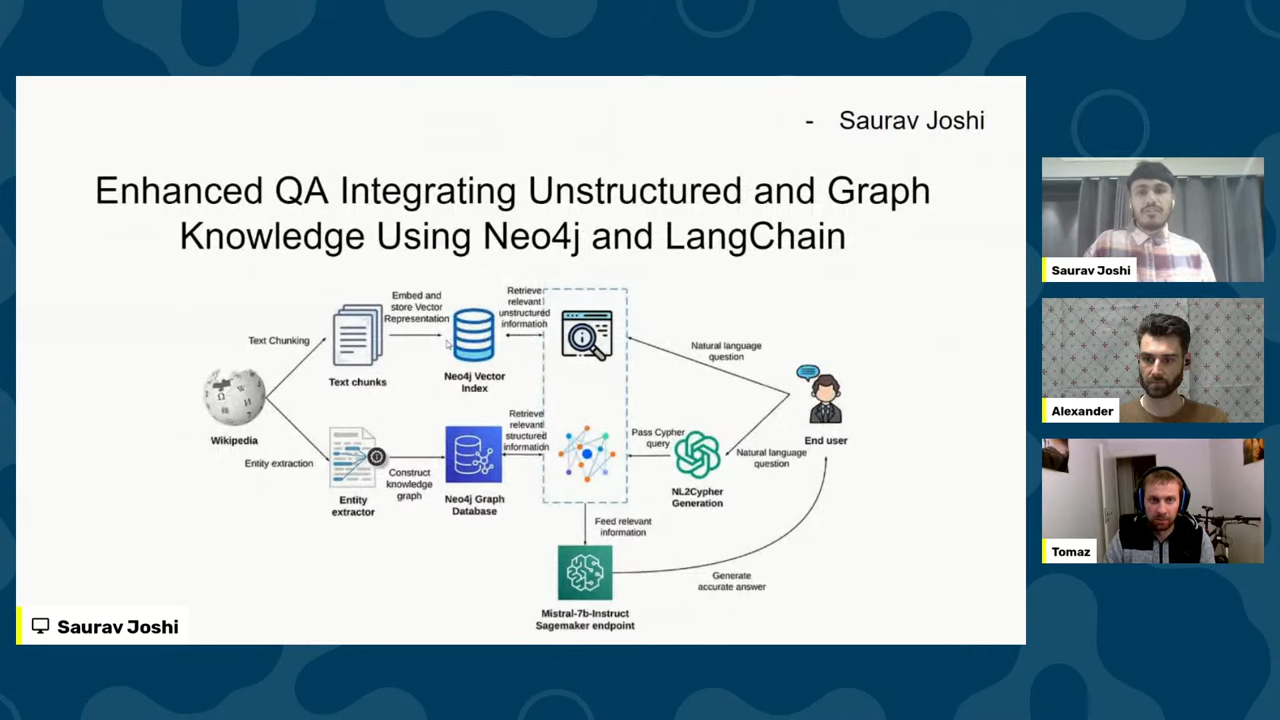 - Saurav Joshi
Enhanced QA Integrating Unstructured and Graph
Knowledge Using Neo4j and LangChain
Wikipedia
Text Chunking
Entity extraction
Text chunks
Embed and
store Vector
Representation
Neo4j Vector
Index
Retrieve
relevant
unstructured
information
Entity
extractor
Construct
knowledge
graph
Neo4j Graph
Database
Retrieve
relevant
structured
information
Natural language
question
Pass Cypher
query
NL2Cypher
Generation
Natural language
question
End user
Feed relevant
information
Mistral-7b-Instruct
Sagemaker endpoint
Generate
accurate answer
Saurav Joshi
Saurav Joshi
Alexander
Tomaz